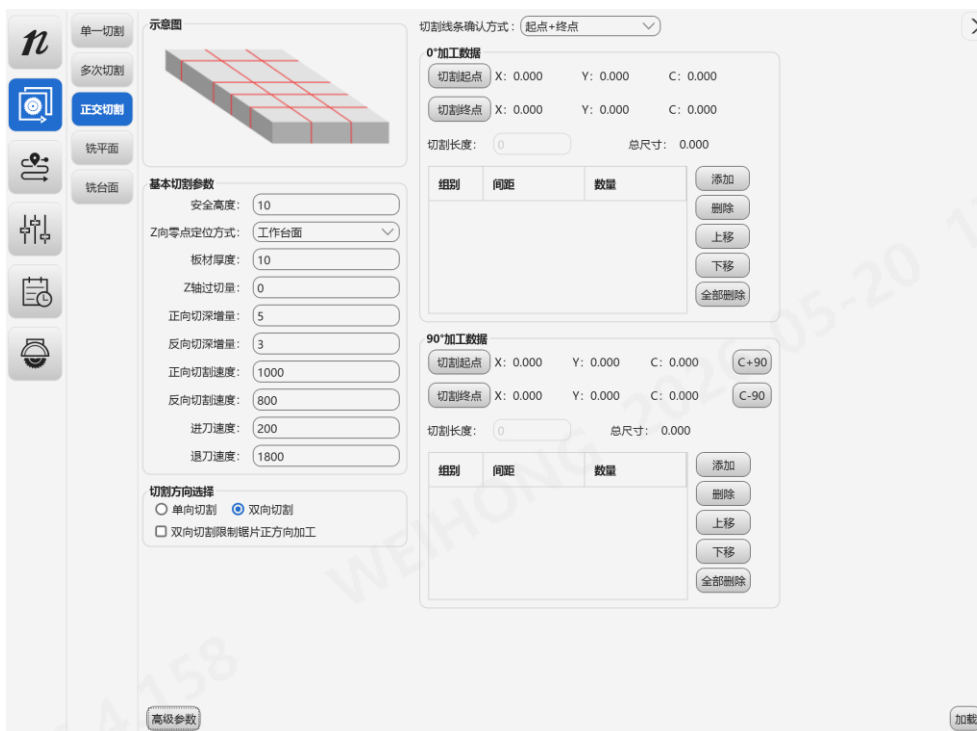 n
单一切割
多次切割
正交切割
铣平面
铣台面
示意图
基本切割参数
安全高度: 10
Z向零点定位方式: 工作台面
板材厚度: 10
Z轴过切量: 0
正向切深增量: 5
反向切深增量: 3
正向切割速度: 1000
反向切割速度: 800
进刀速度: 200
退刀速度: 1800
切割方向选择
单向切割 双向切割
双向切割限制锯片正方向加工
高级参数
切割线条确认方式: 起点+终点
0°加工数据
切割起点 X: 0.000 Y: 0.000 C: 0.000
切割终点 X: 0.000 Y: 0.000 C: 0.000
切割长度: 0 总尺寸: 0.000
组别 间距 数量
添加
删除
上移
下移
全部删除
90°加工数据
切割起点 X: 0.000 Y: 0.000 C: 0.000 C+90
切割终点 X: 0.000 Y: 0.000 C: 0.000 C-90
切割长度: 0 总尺寸: 0.000
组别 间距 数量
添加
删除
上移
下移
全部删除
加载